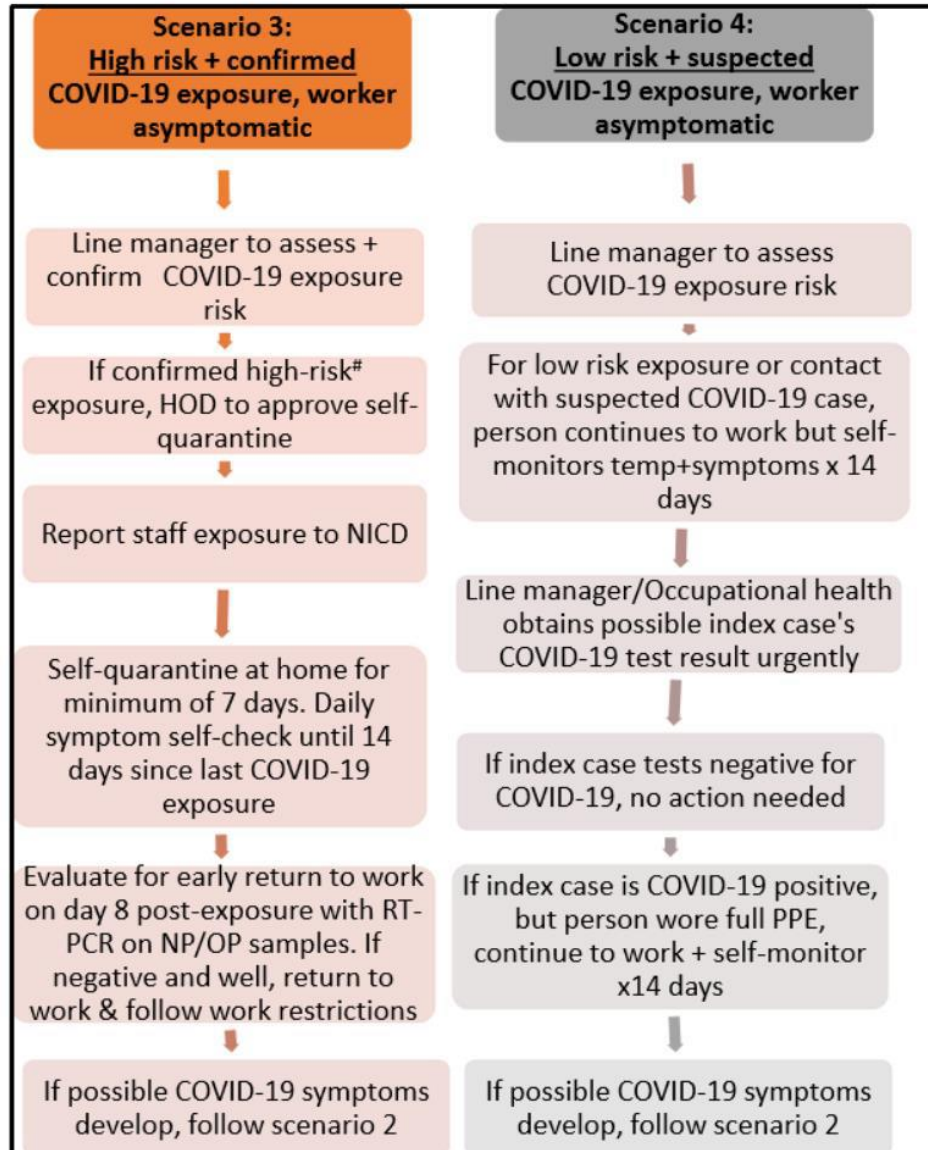 Scenario 3:
High risk + confirmed
COVID-19 exposure, worker
asymptomatic
Line manager to assess +
confirm COVID-19 exposure
risk
If confirmed high-risk# 
exposure, HOD to approve self-
quarantine
Report staff exposure to NICD
Self-quarantine at home for
minimum of 7 days. Daily
symptom self-check until 14
days since last COVID-19
exposure
Evaluate for early return to work
on day 8 post-exposure with RT-
PCR on NP/OP samples. If
negative and well, return to
work & follow work restrictions
If possible COVID-19 symptoms
develop, follow scenario 2
Scenario 4:
Low risk + suspected
COVID-19 exposure, worker
asymptomatic
Line manager to assess
COVID-19 exposure risk
For low risk exposure or contact
with suspected COVID-19 case,
person continues to work but self-
monitors temp+symptoms x 14
days
Line manager/Occupational health
obtains possible index case's
COVID-19 test result urgently
If index case tests negative for
COVID-19, no action needed
If index case is COVID-19 positive,
but person wore full PPE,
continue to work + self-monitor
x14 days
If possible COVID-19 symptoms
develop, follow scenario 2